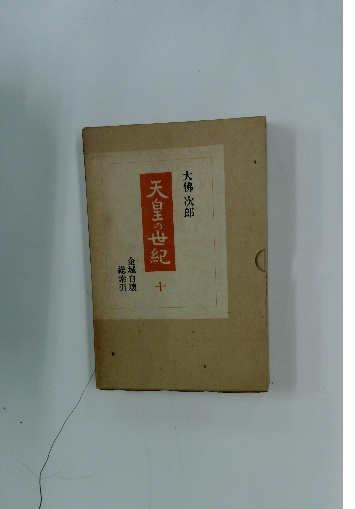 大佛次郎
天皇の世紀
十
金城自壊
総索引